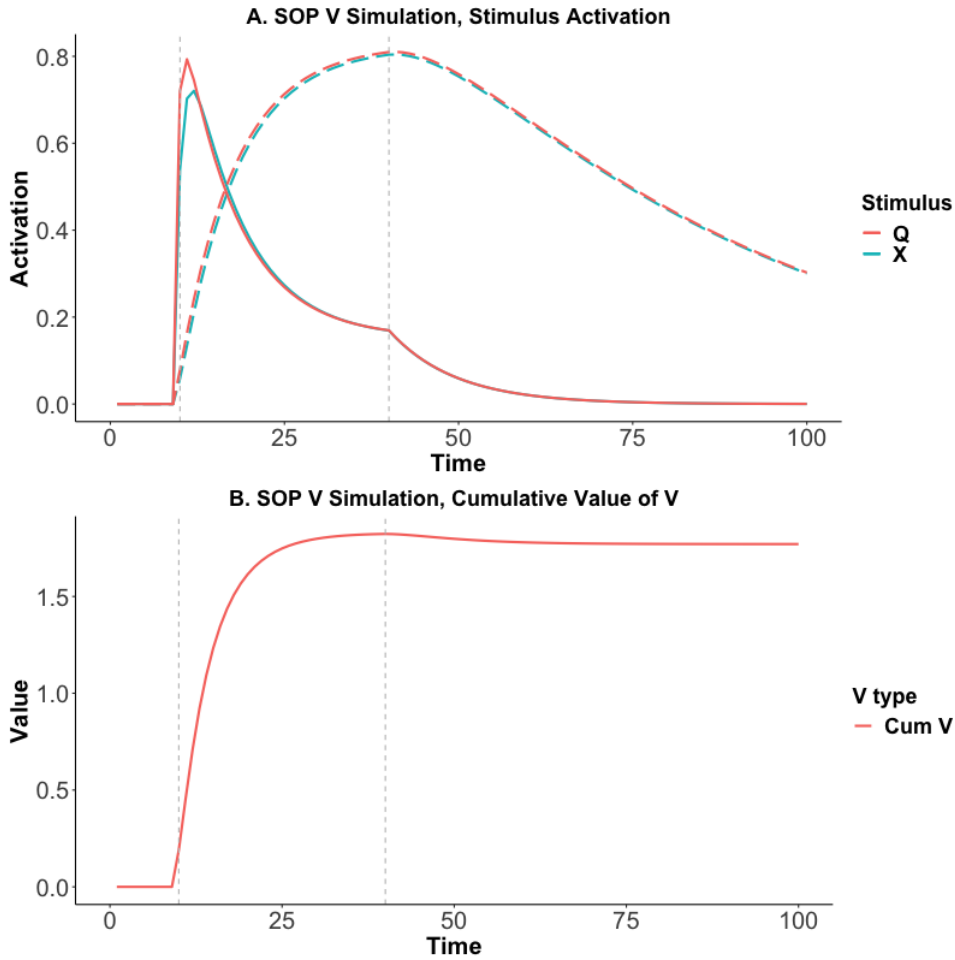 A. SOP V Simulation, Stimulus Activation
0.8
0.6
0.4
0.2
0.0
Activation
0 25 50 75 100
Time
Stimulus
Q
X
B. SOP V Simulation, Cumulative Value of V
1.5
1.0
0.5
0.0
Value
0 25 50 75 100
Time
V type
Cum V